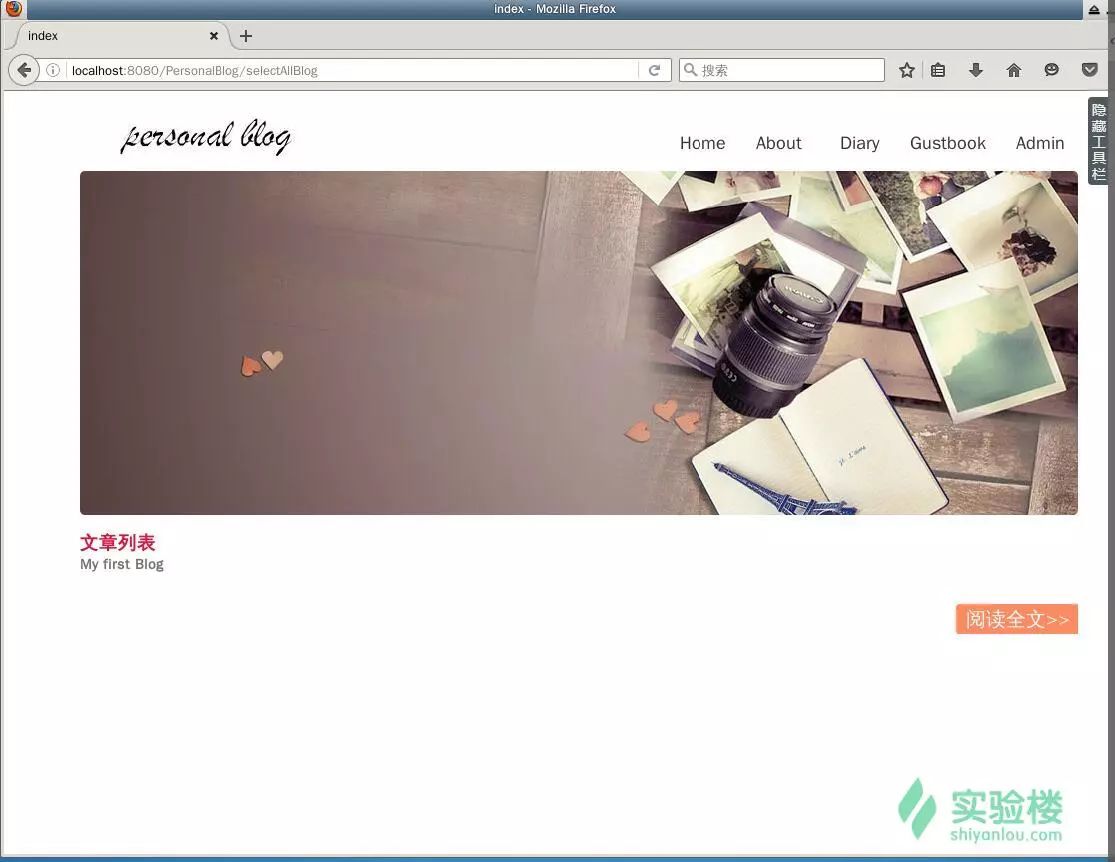 index - Mozilla Firefox
index
localhost:8080/PersonalBlog/selectAllBlog
搜索
隐藏工具栏
personal blog
Home About Diary Gustbook Admin
文章列表
My first Blog
阅读全文>>
实验楼
shiyanlou.com